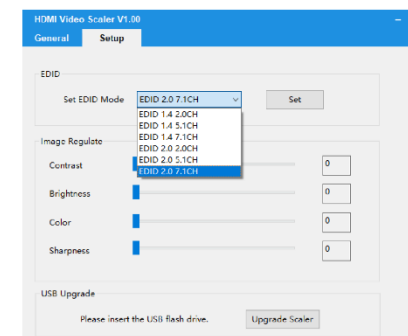 HDMI Video Scaler V1.00
General Setup
EDID
Set EDID Mode EDID 2.0 7.1CH Set
EDID 1.4 2.0CH
EDID 1.4 5.1CH
EDID 1.4 7.1CH
EDID 2.0 2.0CH
EDID 2.0 5.1CH
EDID 2.0 7.1CH
Image Regulate
Contrast 0
Brightness 0
Color 0
Sharpness 0
USB Upgrade
Please insert the USB flash drive. Upgrade Scaler